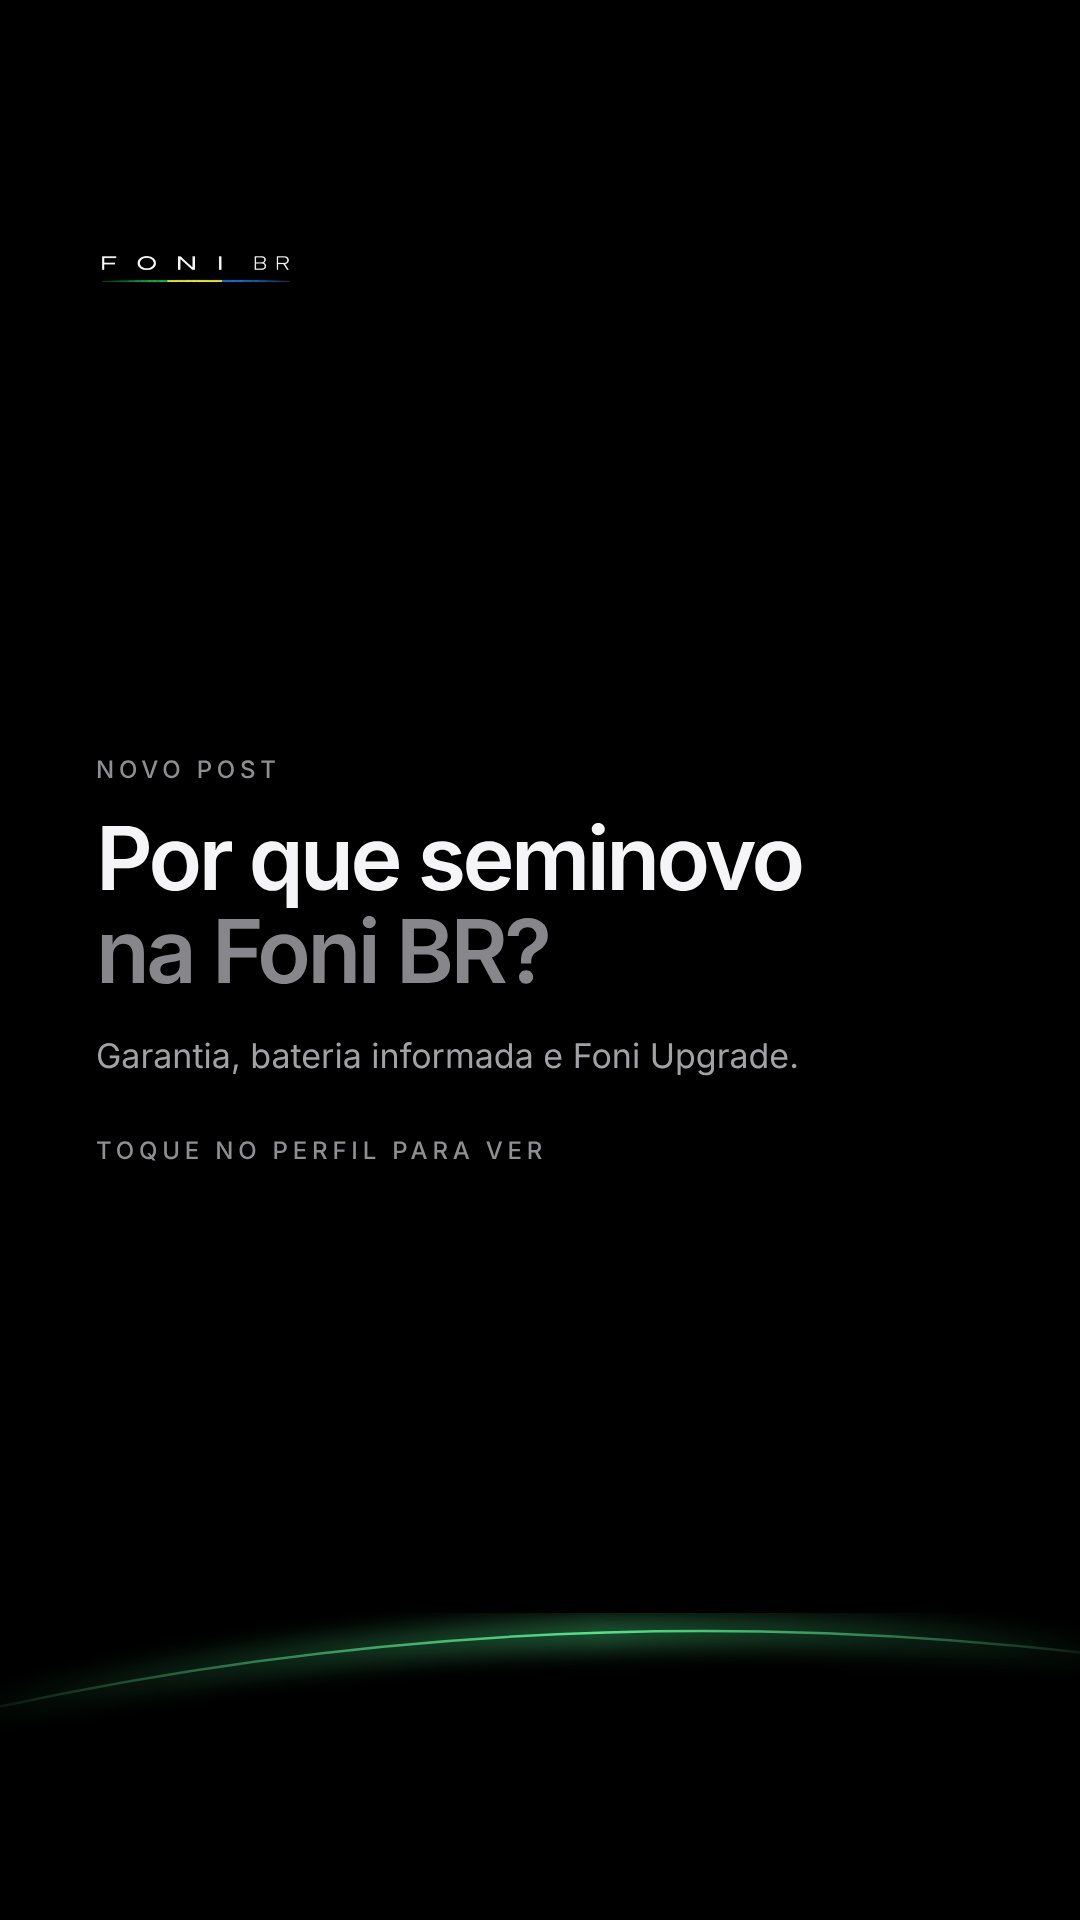 FONI BR
NOVO POST
Por que seminovo
na Foni BR?
Garantia, bateria informada e Foni Upgrade.
TOQUE NO PERFIL PARA VER